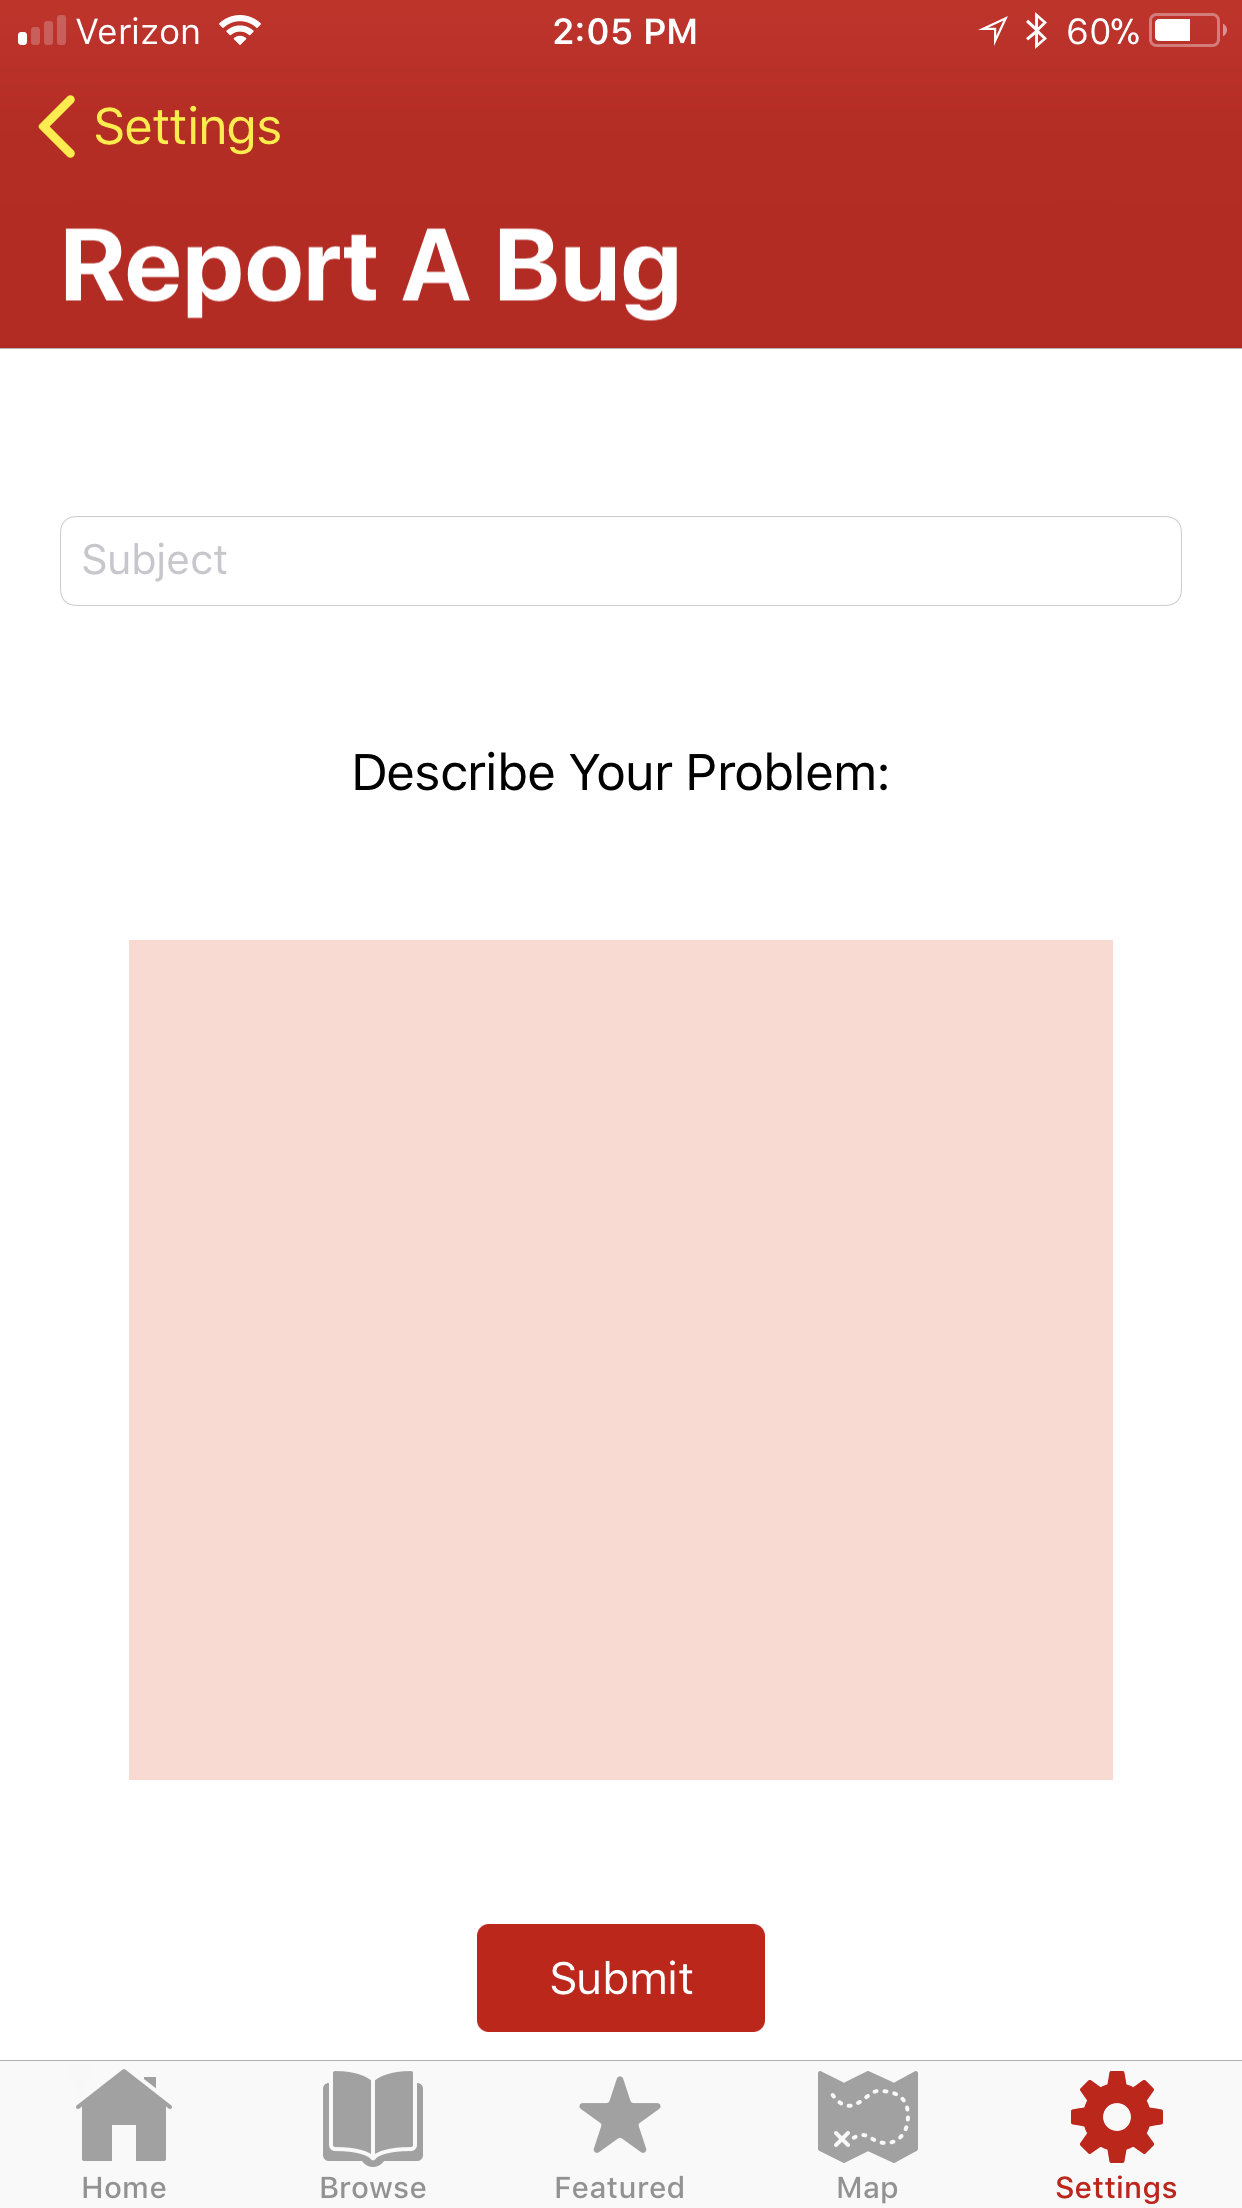 Verizon 2:05 PM 60%
Settings
Report A Bug
Subject
Describe Your Problem:
Submit
Home Browse Featured Map Settings